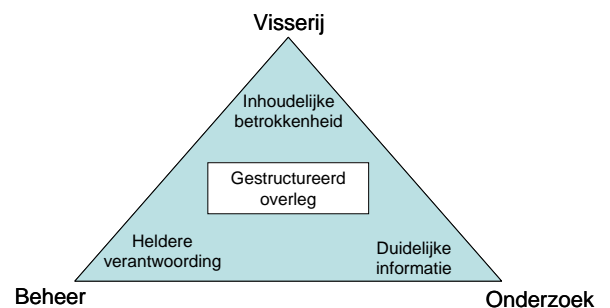 Visserij
Inhoudelijke
betrokkenheid
Gestructureerd
overleg
Heldere
verantwoording
Duidelijke
informatie
Beheer
Onderzoek